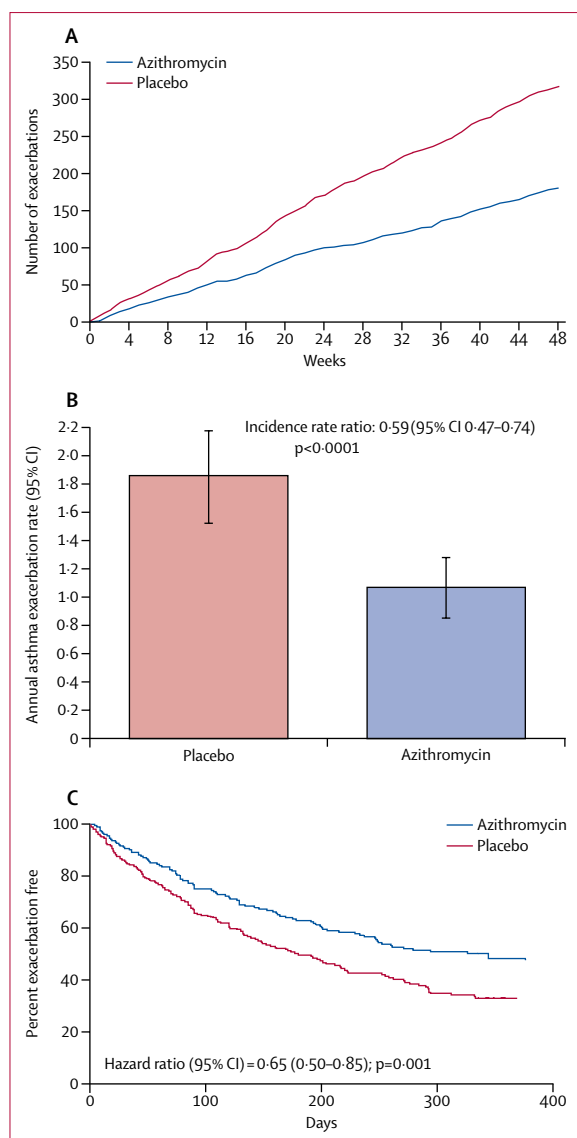 A
Azithromycin
Placebo
350
300
250
200
150
100
50
0
Number of exacerbations
0 4 8 12 16 20 24 28 32 36 40 44 48
Weeks
B
Incidence rate ratio: 0·59 (95% CI 0·47–0·74)
p<0·0001
2·2
2·0
1·8
1·6
1·4
1·2
1·0
0·8
0·6
0·4
0·2
0
Annual asthma exacerbation rate (95% CI)
Placebo Azithromycin
C
Azithromycin
Placebo
100
80
60
40
20
0
Percent exacerbation free
Hazard ratio (95% CI) = 0·65 (0·50–0·85); p=0·001
0 100 200 300 400
Days